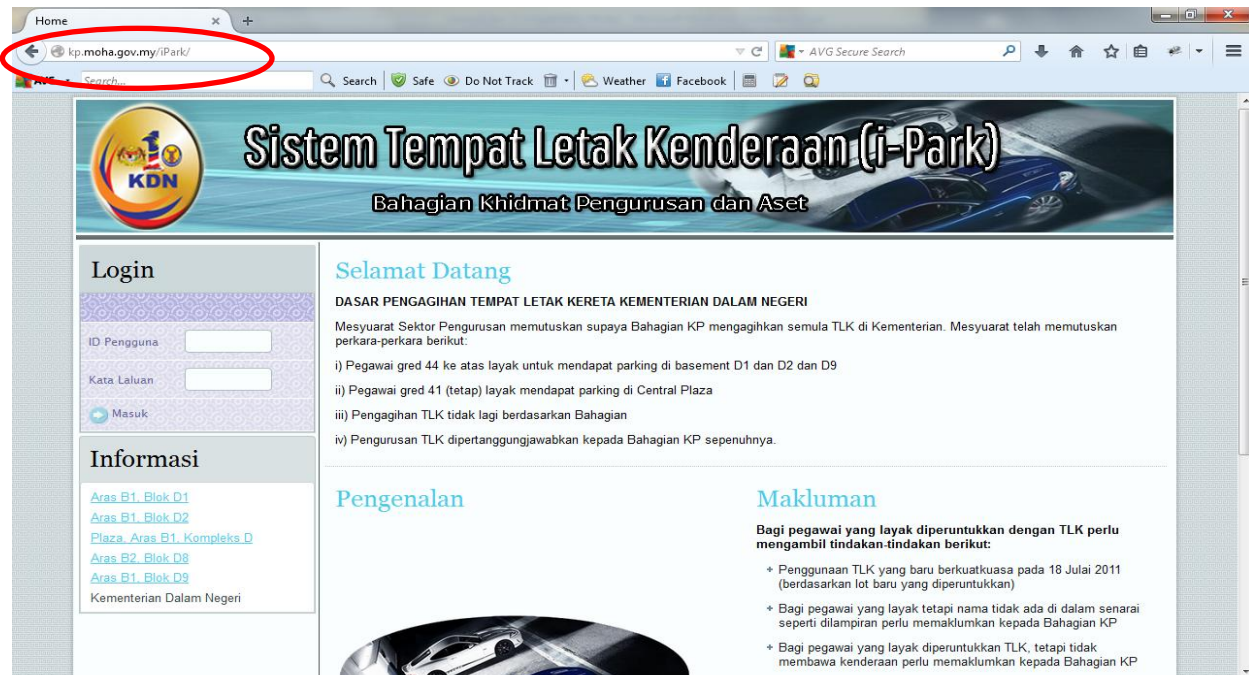 Home
kp.moha.gov.my/iPark/
AVG Secure Search
Search...
Search
Safe
Do Not Track
Weather
Facebook
KDN
Sistem Tempat Letak Kenderaan (i-Park)
Bahagian Khidmat Pengurusan dan Aset
Login
ID Pengguna
Kata Laluan
Masuk
Informasi
Aras B1, Blok D1
Aras B1, Blok D2
Plaza, Aras B1, Kompleks D
Aras B2, Blok D8
Aras B1, Blok D9
Kementerian Dalam Negeri
Selamat Datang
DASAR PENGAGIHAN TEMPAT LETAK KERETA KEMENTERIAN DALAM NEGERI
Mesyuarat Sektor Pengurusan memutuskan supaya Bahagian KP mengagihkan semula TLK di Kementerian. Mesyuarat telah memutuskan
perkara-perkara berikut:
i) Pegawai gred 44 ke atas layak untuk mendapat parking di basement D1 dan D2 dan D9
ii) Pegawai gred 41 (tetap) layak mendapat parking di Central Plaza
iii) Pengagihan TLK tidak lagi berdasarkan Bahagian
iv) Pengurusan TLK dipertanggungjawabkan kepada Bahagian KP sepenuhnya.
Pengenalan
Makluman
Bagi pegawai yang layak diperuntukkan dengan TLK perlu
mengambil tindakan-tindakan berikut:
Penggunaan TLK yang baru berkuatkuasa pada 18 Julai 2011
(berdasarkan lot baru yang diperuntukkan)
Bagi pegawai yang layak tetapi nama tidak ada di dalam senarai
seperti dilampiran perlu memaklumkan kepada Bahagian KP
Bagi pegawai yang layak diperuntukkan TLK, tetapi tidak
membawa kenderaan perlu memaklumkan kepada Bahagian KP